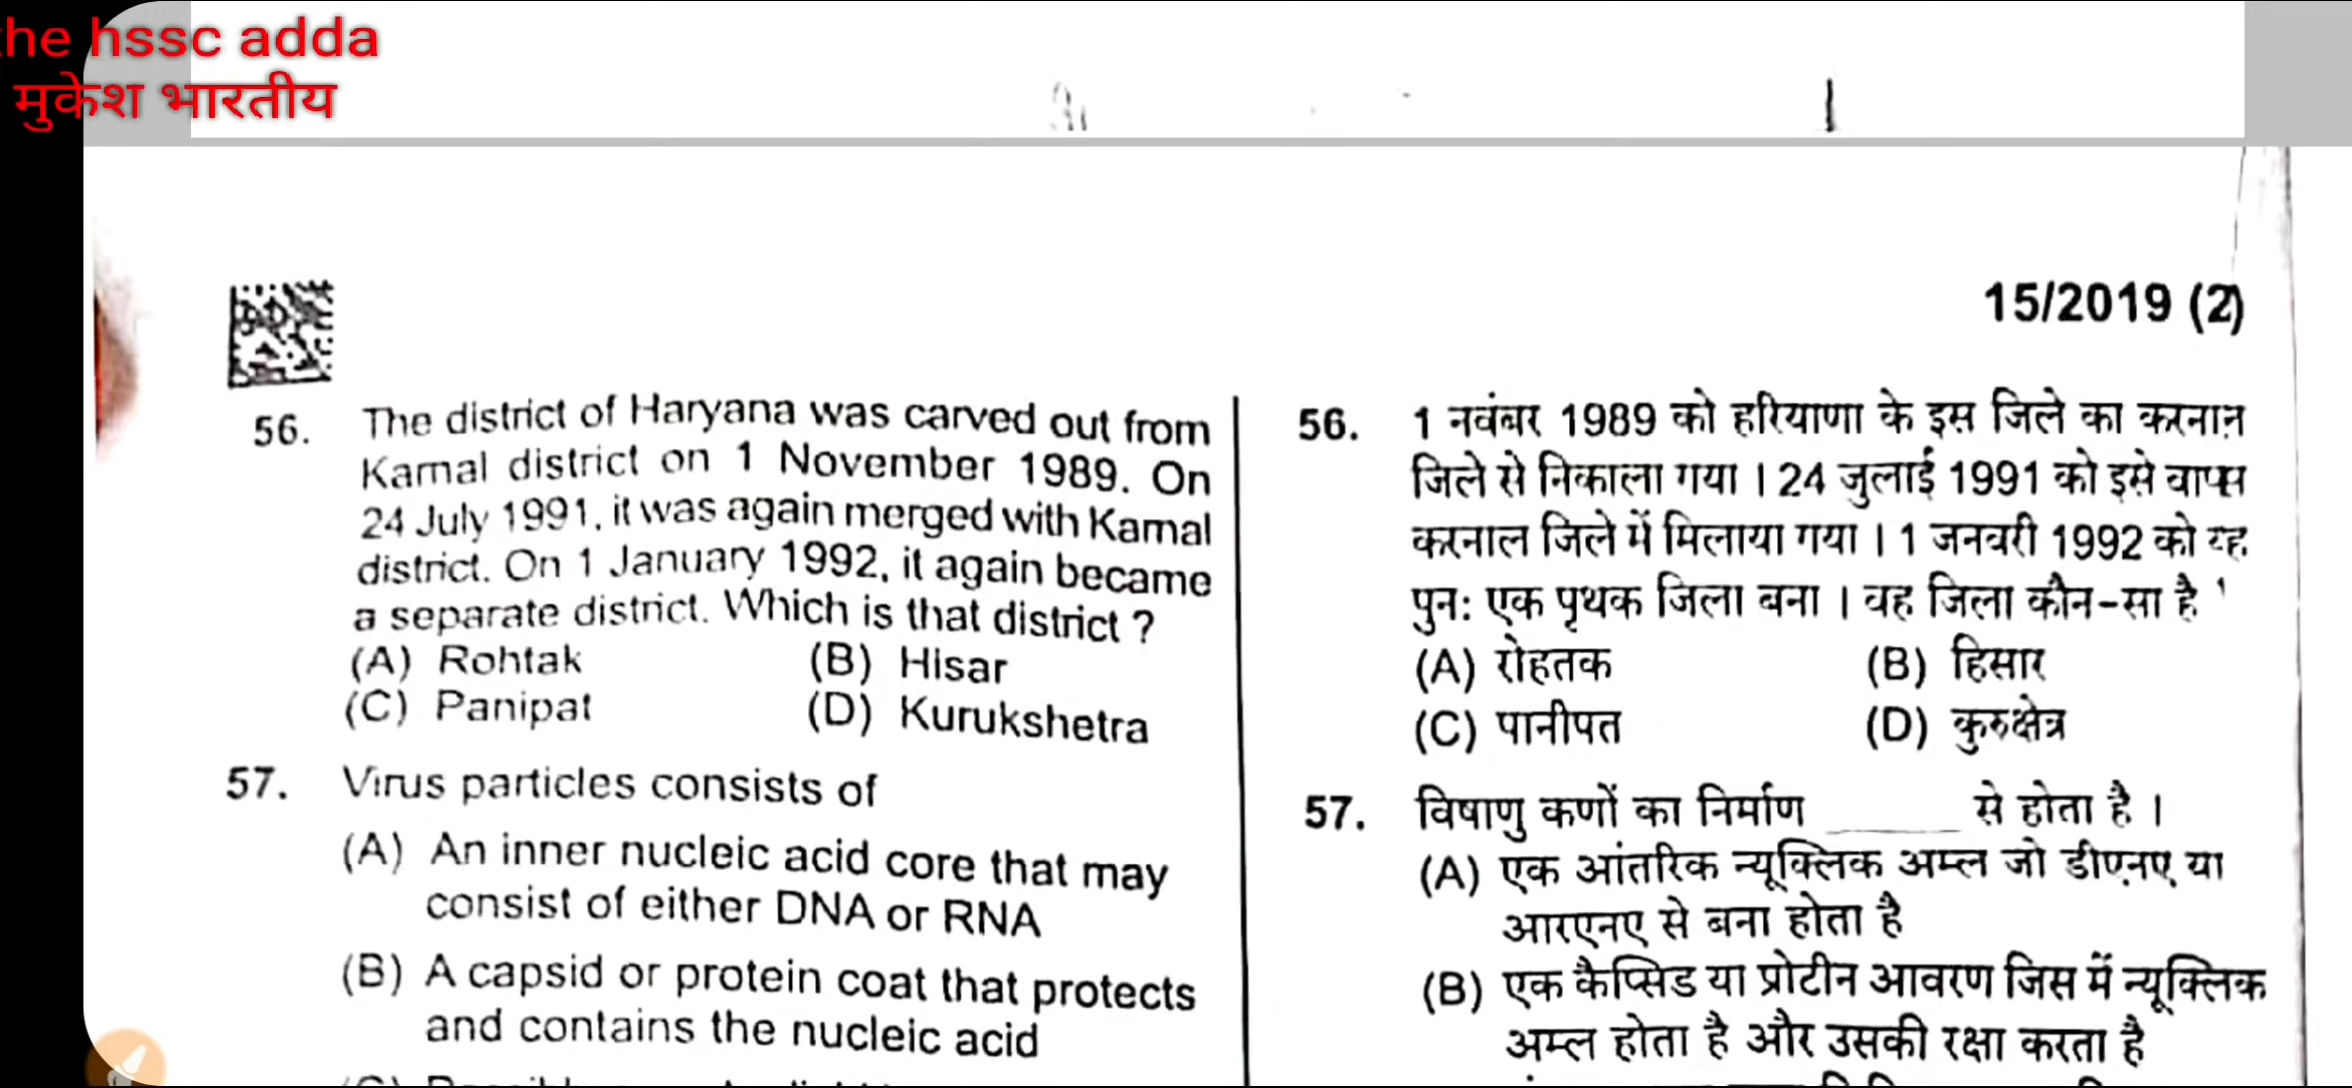 he hssc adda
मुकेश भारतीय
15/2019 (2)
56. The district of Haryana was carved out from
Karnal district on 1 November 1989. On
24 July 1991, it was again merged with Karnal
district. On 1 January 1992, it again became
a separate district. Which is that district ?
(A) Rohtak (B) Hisar
(C) Panipat (D) Kurukshetra
57. Virus particles consists of
(A) An inner nucleic acid core that may
consist of either DNA or RNA
(B) A capsid or protein coat that protects
and contains the nucleic acid
56. 1 नवंबर 1989 को हरियाणा के इस जिले का करनाल
जिले से निकाला गया । 24 जुलाई 1991 को इसे वापस
करनाल जिले में मिलाया गया । 1 जनवरी 1992 को यह
पुनः एक पृथक जिला बना । वह जिला कौन-सा है
(A) रोहतक (B) हिसार
(C) पानीपत (D) कुरुक्षेत्र
57. विषाणु कणों का निर्माण ______ से होता है ।
(A) एक आंतरिक न्यूक्लिक अम्ल जो डीएनए या
आरएनए से बना होता है
(B) एक कैप्सिड या प्रोटीन आवरण जिस में न्यूक्लिक
अम्ल होता है और उसकी रक्षा करता है